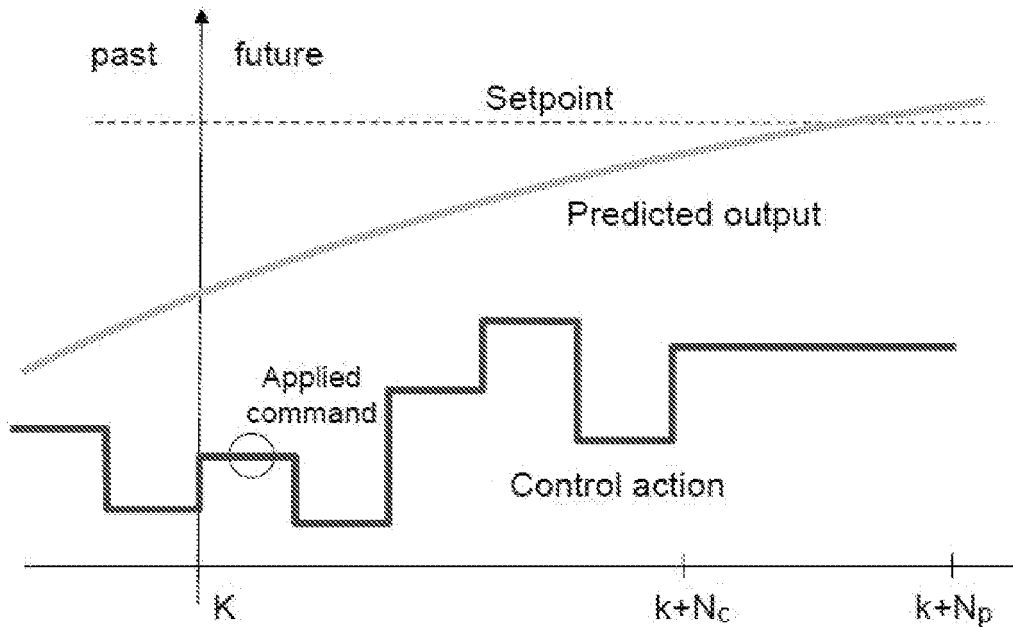 past future
Setpoint
Predicted output
Applied
command
Control action
K k+Nc k+Np